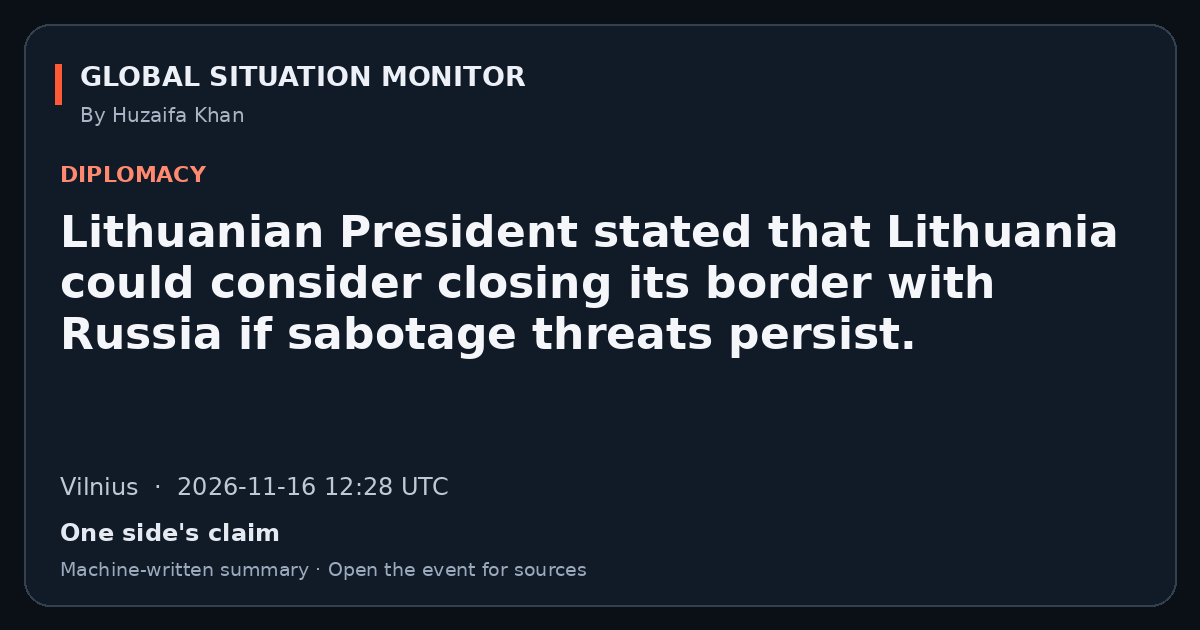 GLOBAL SITUATION MONITOR
By Huzaifa Khan
DIPLOMACY
Lithuanian President stated that Lithuania
could consider closing its border with
Russia if sabotage threats persist.
Vilnius · 2026-11-16 12:28 UTC
One side's claim
Machine-written summary · Open the event for sources